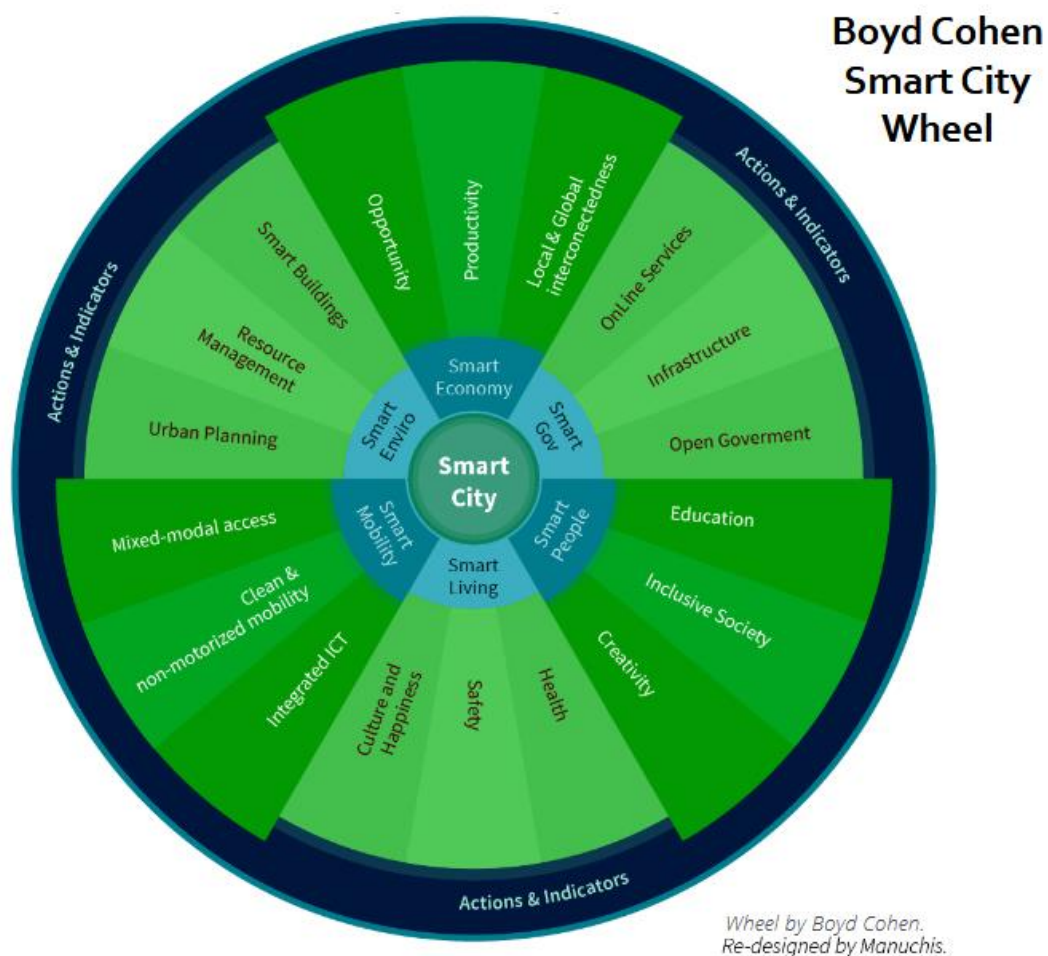 Boyd Cohen
Smart City
Wheel
Actions & Indicators
Actions & Indicators
Actions & Indicators
Opportunity
Productivity
Local & Global
interconectedness
OnLine Services
Infrastructure
Open Goverment
Education
Inclusive Society
Creativity
Health
Safety
Culture and
Happiness
Integrated ICT
Clean &
non-motorized mobility
Mixed-modal access
Urban Planning
Resource
Management
Smart Buildings
Smart
Economy
Smart
Gov
Smart
People
Smart
Living
Smart
Mobility
Smart
Enviro
Smart
City
Wheel by Boyd Cohen.
Re-designed by Manuchis.